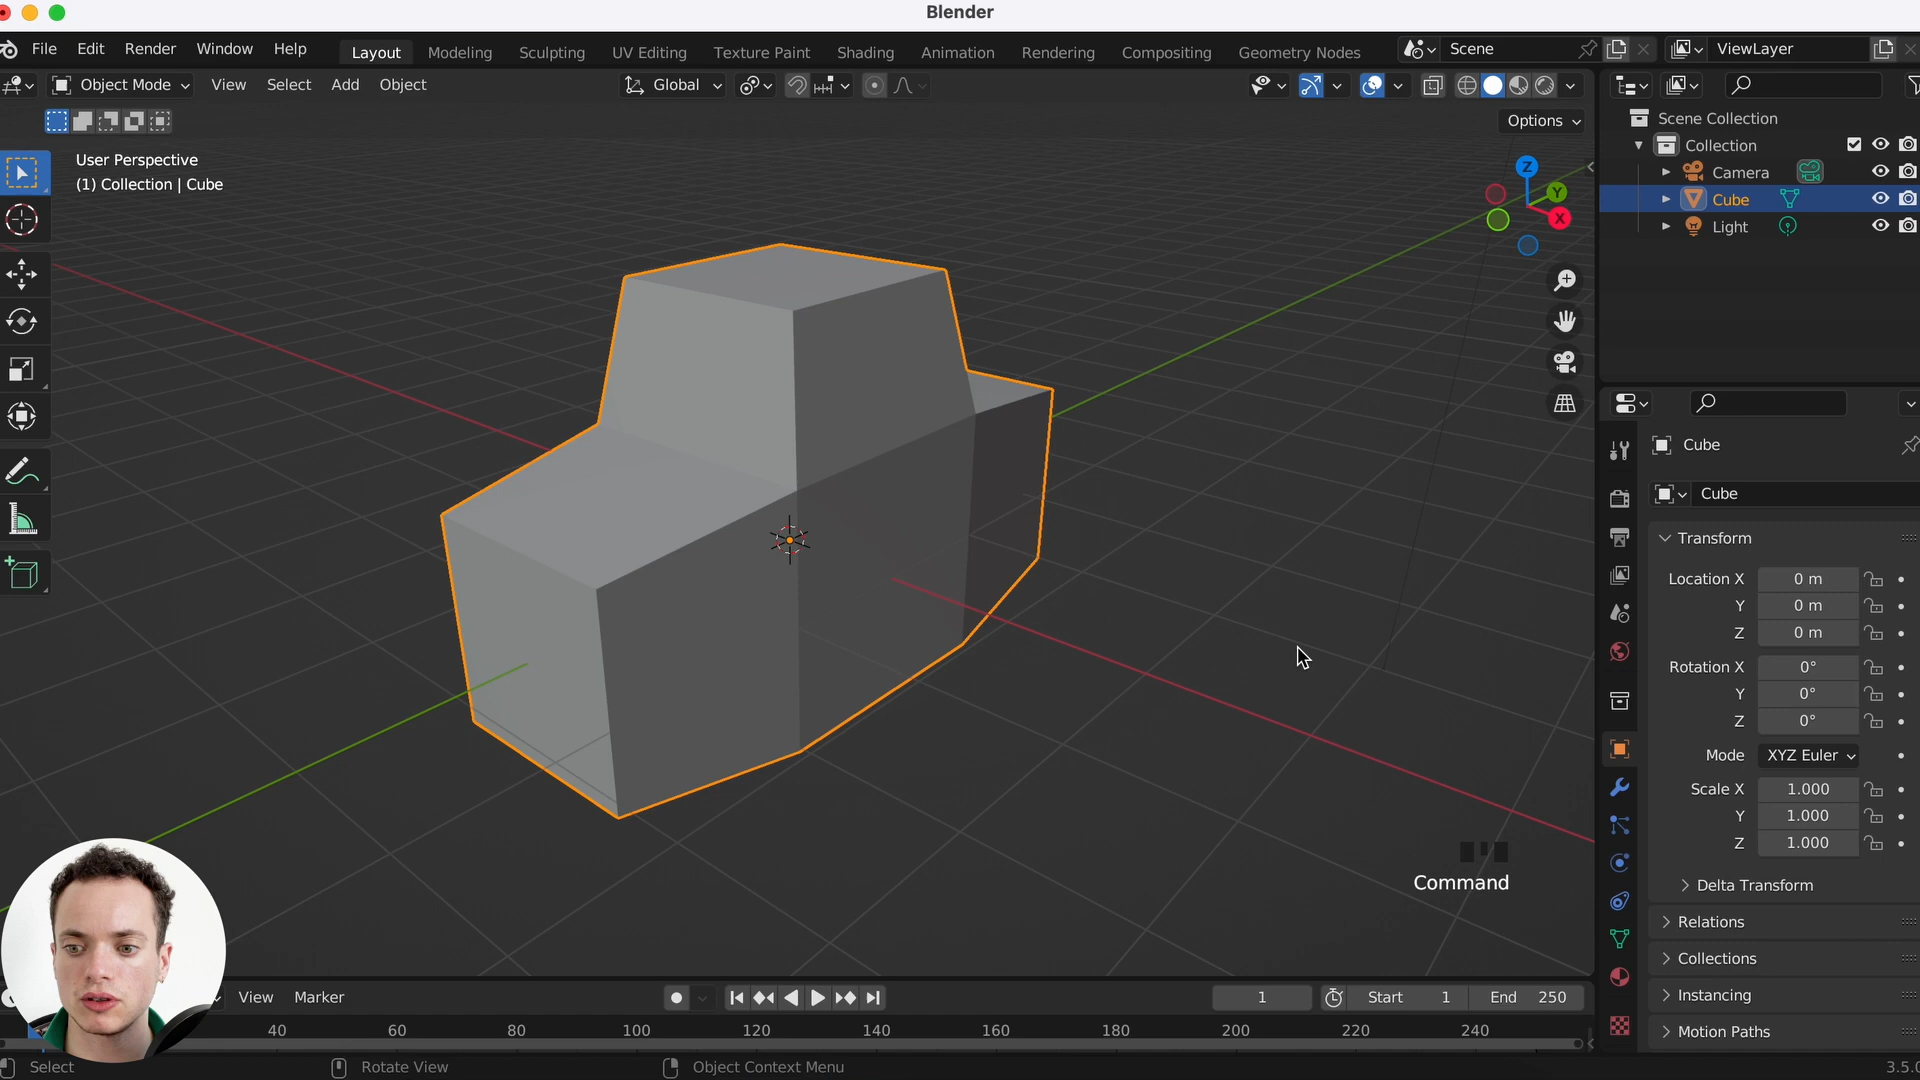 Blender
File Edit Render Window Help Layout Modeling Sculpting UV Editing Texture Paint Shading Animation Rendering Compositing Geometry Nodes Scene ViewLayer
Object Mode View Select Add Object Global
Options
User Perspective
(1) Collection | Cube
Z
Y
X
Scene Collection
Collection
Camera
Cube
Light
Cube
Cube
Transform
Location X 0 m
Y 0 m
Z 0 m
Rotation X 0°
Y 0°
Z 0°
Mode XYZ Euler
Scale X 1.000
Y 1.000
Z 1.000
Delta Transform
Relations
Collections
Instancing
Motion Paths
Command
View Marker 1 Start 1 End 250
40 60 80 100 120 140 160 180 200 220 240
Select Rotate View Object Context Menu